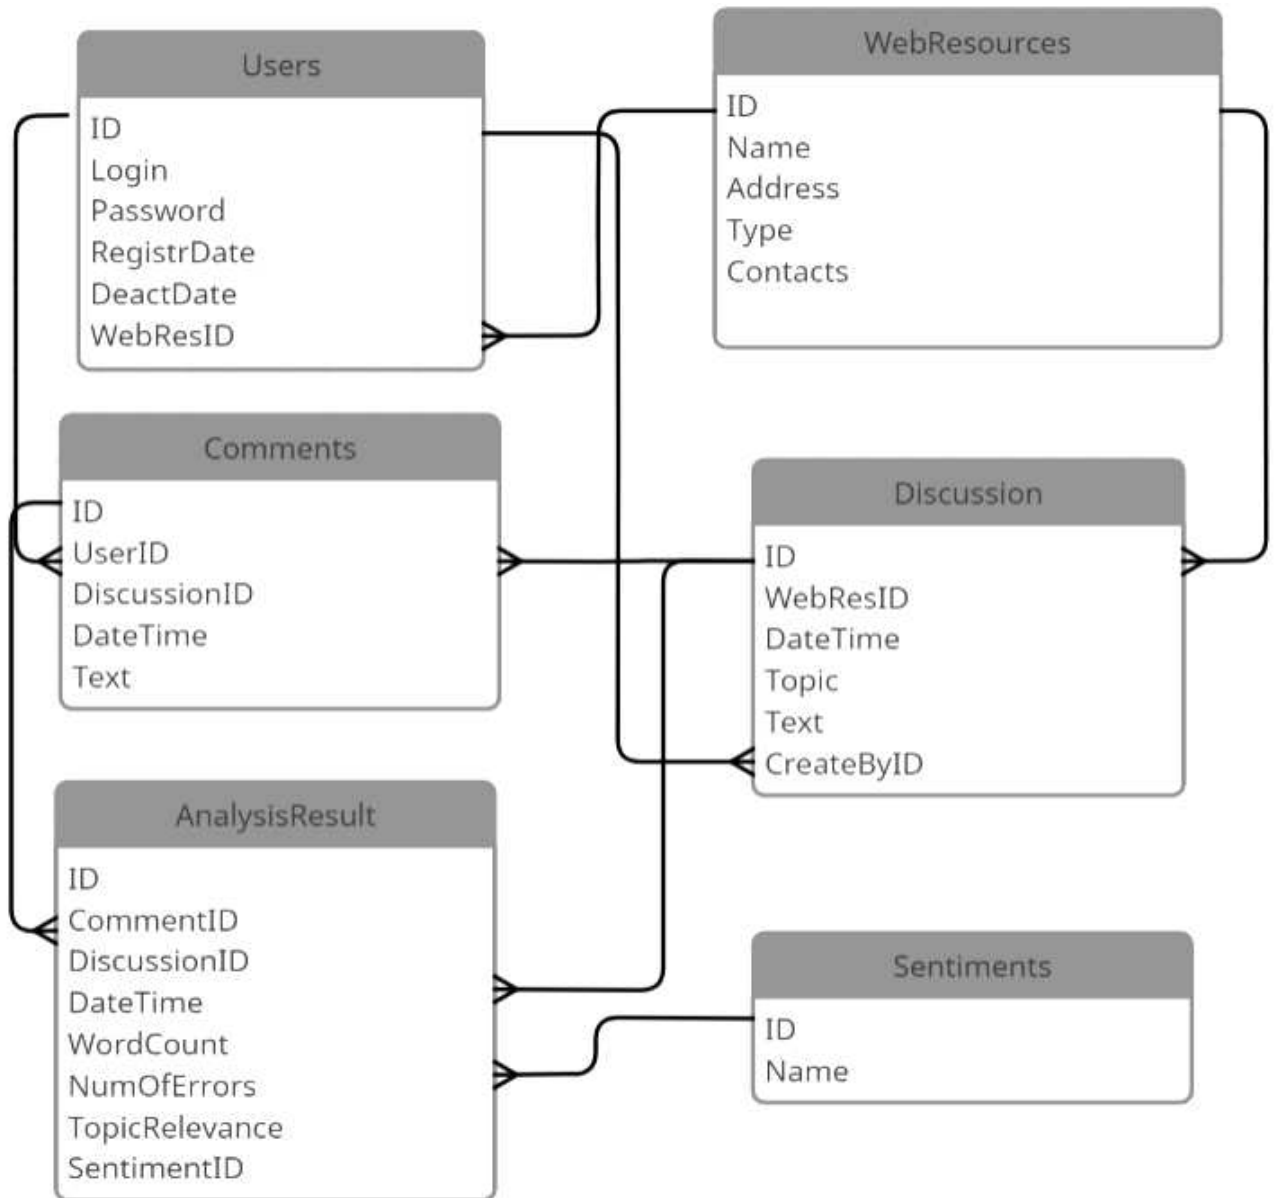 Users
ID
Login
Password
RegistrDate
DeactDate
WebResID
WebResources
ID
Name
Address
Type
Contacts
Comments
ID
UserID
DiscussionID
DateTime
Text
Discussion
ID
WebResID
DateTime
Topic
Text
CreateByID
AnalysisResult
ID
CommentID
DiscussionID
DateTime
WordCount
NumOfErrors
TopicRelevance
SentimentID
Sentiments
ID
Name